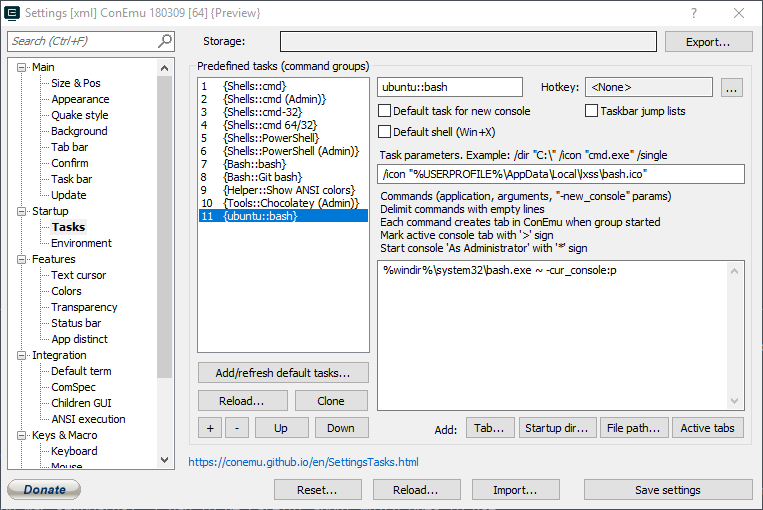 Settings [xml] ConEmu 180309 [64] {Preview}
Search (Ctrl+F)
Storage:
Export...
Main
Size & Pos
Appearance
Quake style
Background
Tab bar
Confirm
Task bar
Update
Startup
Tasks
Environment
Features
Text cursor
Colors
Transparency
Status bar
App distinct
Integration
Default term
ComSpec
Children GUI
ANSI execution
Keys & Macro
Keyboard
Mouse
Predefined tasks (command groups)
1 {Shells::cmd}
2 {Shells::cmd (Admin)}
3 {Shells::cmd-32}
4 {Shells::cmd 64/32}
5 {Shells::PowerShell}
6 {Shells::PowerShell (Admin)}
7 {Bash::bash}
8 {Bash::Git bash}
9 {Helper::Show ANSI colors}
10 {Tools::Chocolatey (Admin)}
11 {ubuntu::bash}
Add/refresh default tasks...
Reload... Clone
+ - Up Down
ubuntu::bash Hotkey: <None> ...
Default task for new console Taskbar jump lists
Default shell (Win+X)
Task parameters. Example: /dir "C:\" /icon "cmd.exe" /single
/icon "%USERPROFILE%\AppData\Local\lxss\bash.ico"
Commands (application, arguments, "-new_console" params)
Delimit commands with empty lines
Each command creates tab in ConEmu when group started
Mark active console tab with '>' sign
Start console 'As Administrator' with '*' sign
%windir%\system32\bash.exe ~ -cur_console:p
Add: Tab... Startup dir... File path... Active tabs
https://conemu.github.io/en/SettingsTasks.html
Donate Reset... Reload... Import... Save settings